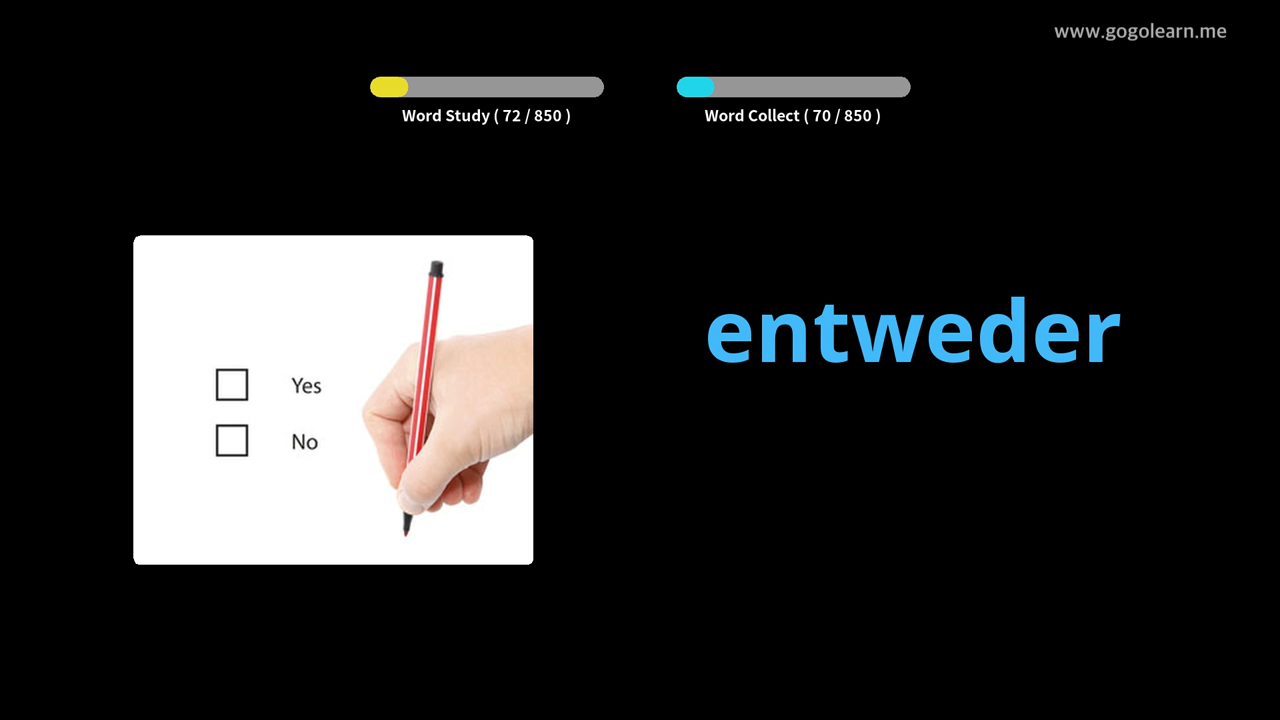 www.gogolearn.me
Word Study ( 72 / 850 )
Word Collect ( 70 / 850 )
entweder
Yes
No